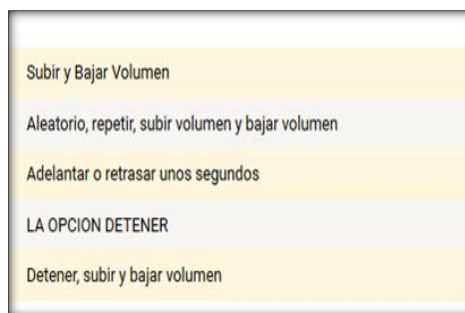 Subir y Bajar Volumen
Aleatorio, repetir, subir volumen y bajar volumen
Adelantar o retrasar unos segundos
LA OPCION DETENER
Detener, subir y bajar volumen